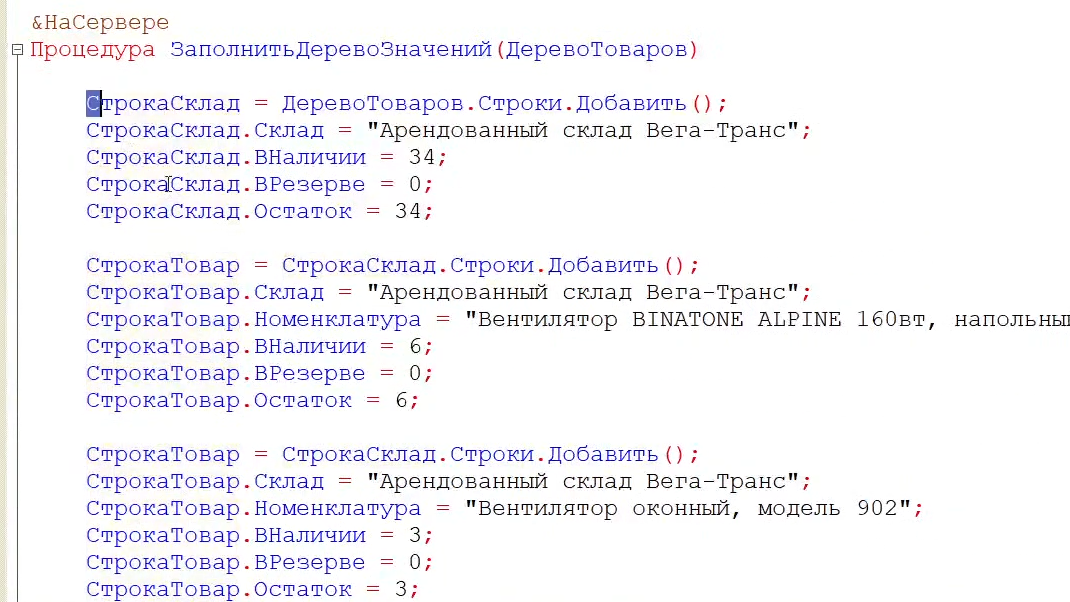 &НаСервере
Процедура ЗаполнитьДеревоЗначений(ДеревоТоваров)
СтрокаСклад = ДеревоТоваров.Строки.Добавить();
СтрокаСклад.Склад = "Арендованный склад Вега-Транс";
СтрокаСклад.ВНаличии = 34;
СтрокаСклад.ВРезерве = 0;
СтрокаСклад.Остаток = 34;
СтрокаТовар = СтрокаСклад.Строки.Добавить();
СтрокаТовар.Склад = "Арендованный склад Вега-Транс";
СтрокаТовар.Номенклатура = "Вентилятор BINATONE ALPINE 160вт,
СтрокаТовар.ВНаличии = 6;
СтрокаТовар.ВРезерве = 0;
СтрокаТовар.Остаток = 6;
СтрокаТовар = СтрокаСклад.Строки.Добавить();
СтрокаТовар.Склад = "Арендованный склад Вега-Транс";
СтрокаТовар.Номенклатура = "Вентилятор оконный, модель 902";
СтрокаТовар.ВНаличии = 3;
СтрокаТовар.ВРезерве = 0;
СтрокаТовар.Остаток = 3;